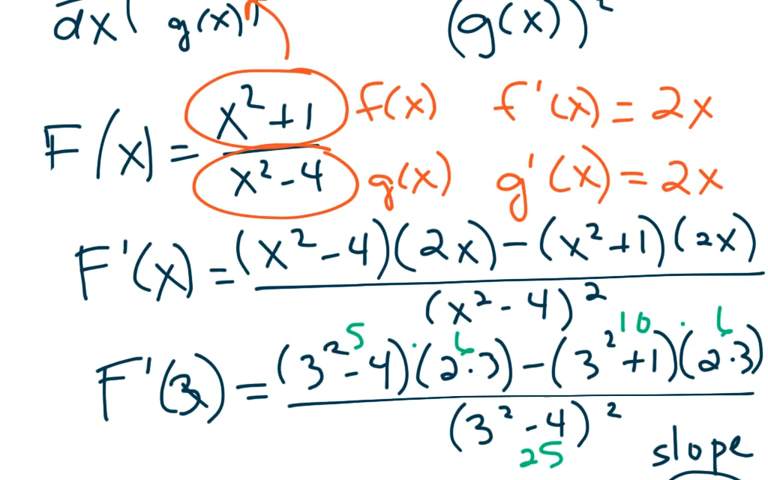 dx( g(x) ) (g(x))²
F(x) = x²+1 / x²-4
f(x) f'(x) = 2x
g(x) g'(x) = 2x
F'(x) = (x²-4)(2x)-(x²+1)(2x) / (x²-4)²
5 · 6 10 · 6
F'(3) = (3²-4)·(2·3)-(3²+1)(2·3) / (3²-4)²
25
slope